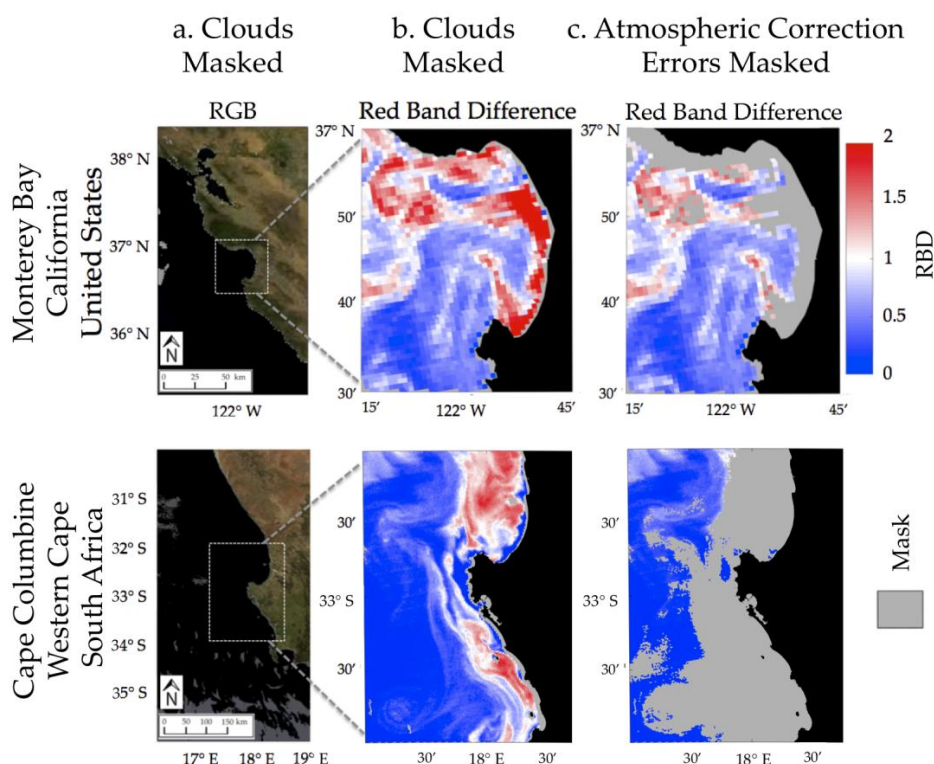 a. Clouds
Masked
b. Clouds
Masked
c. Atmospheric Correction
Errors Masked
RGB
Red Band Difference
Red Band Difference
Monterey Bay
California
United States
38° N
37° N
36° N
N
0 25 50 km
122° W
37° N
50′
40′
30′
15′ 122° W 45′
37° N
50′
40′
30′
15′ 122° W 45′
2
1.5
1
0.5
0
RBD
Cape Columbine
Western Cape
South Africa
31° S
32° S
33° S
34° S
35° S
N
0 50 100 150 km
17° E 18° E 19° E
30′
33° S
30′
30′ 18° E 30′
30′
33° S
30′
30′ 18° E 30′
Mask